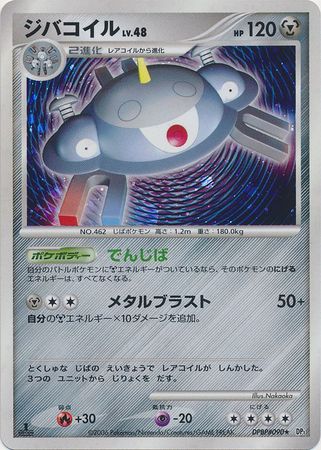 ジバコイル LV.48 HP 120
2進化 レアコイルから進化
NO.462 じばポケモン 高さ：1.2m 重さ：180.0kg
ポケボディー でんじば
自分のバトルポケモンにエネルギーがついているなら、そのポケモンのにげる
エネルギーは、すべてなくなる。
メタルブラスト 50+
自分のエネルギー×10ダメージを追加。
とくしゅな じばの えいきょうで レアコイルが しんかした。
3つの ユニットから じりょくを だす。
Illus.Nakaoka
1 弱点 +30 抵抗力 -20 にげる
©2006 Pokémon/Nintendo/Creatures/GAME FREAK. DPBP#090★ DP1